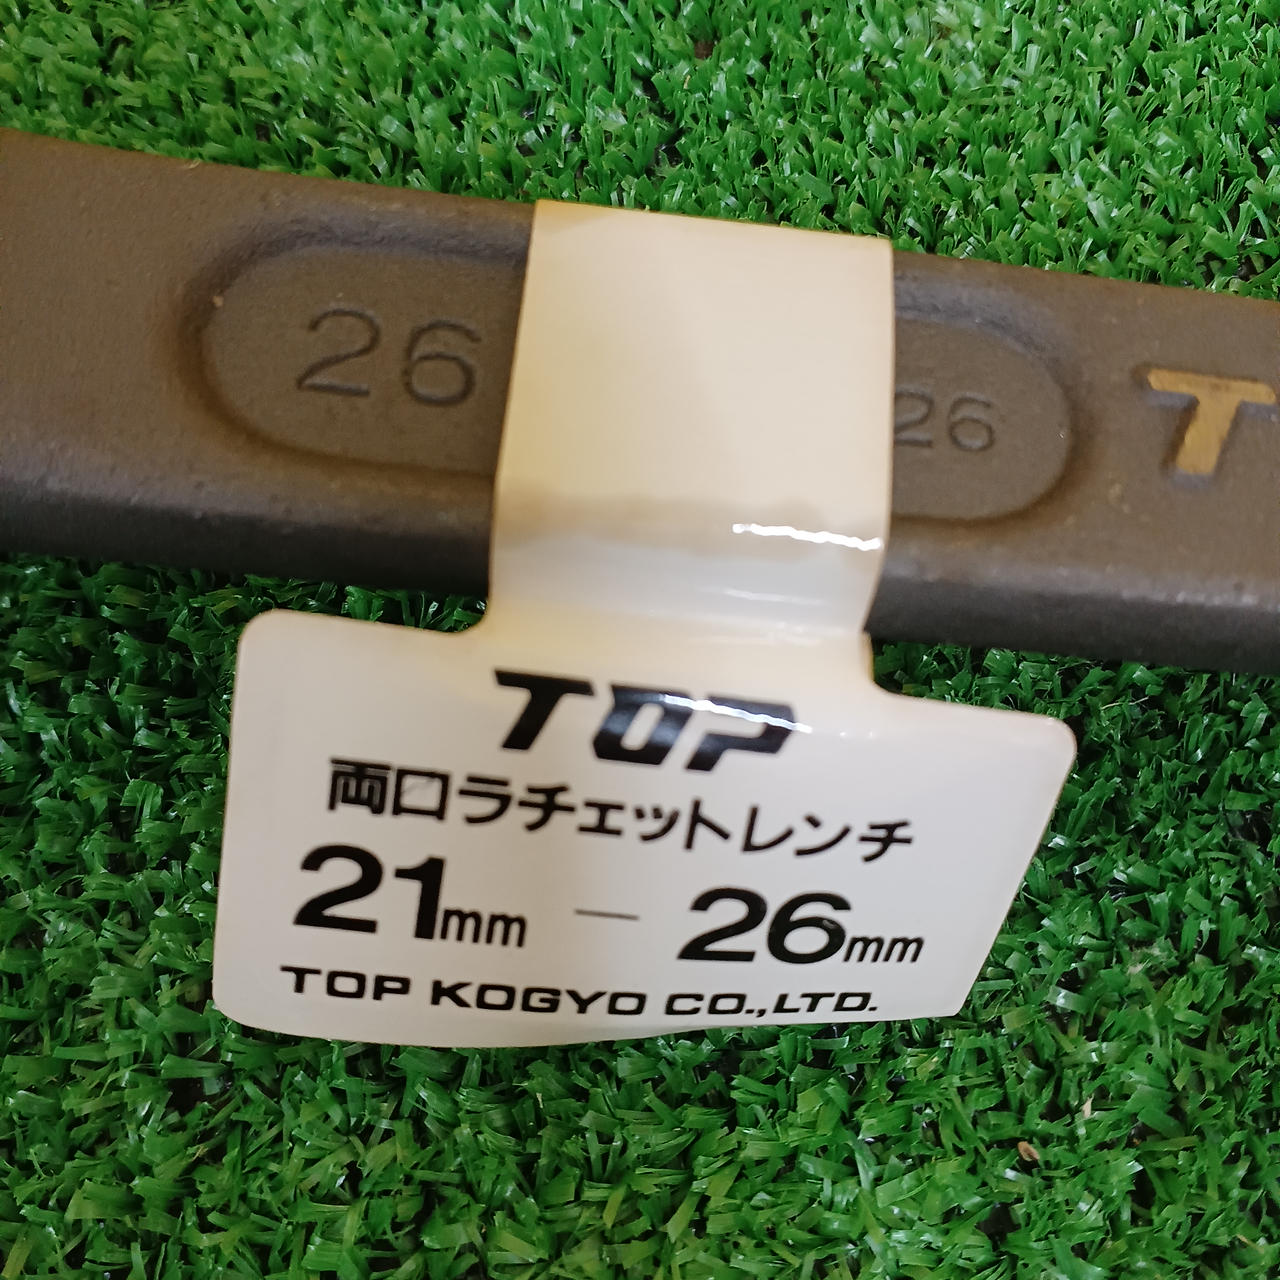 26
26
T
TOP
両口ラチェットレンチ
21mm — 26mm
TOP KOGYO CO.,LTD.